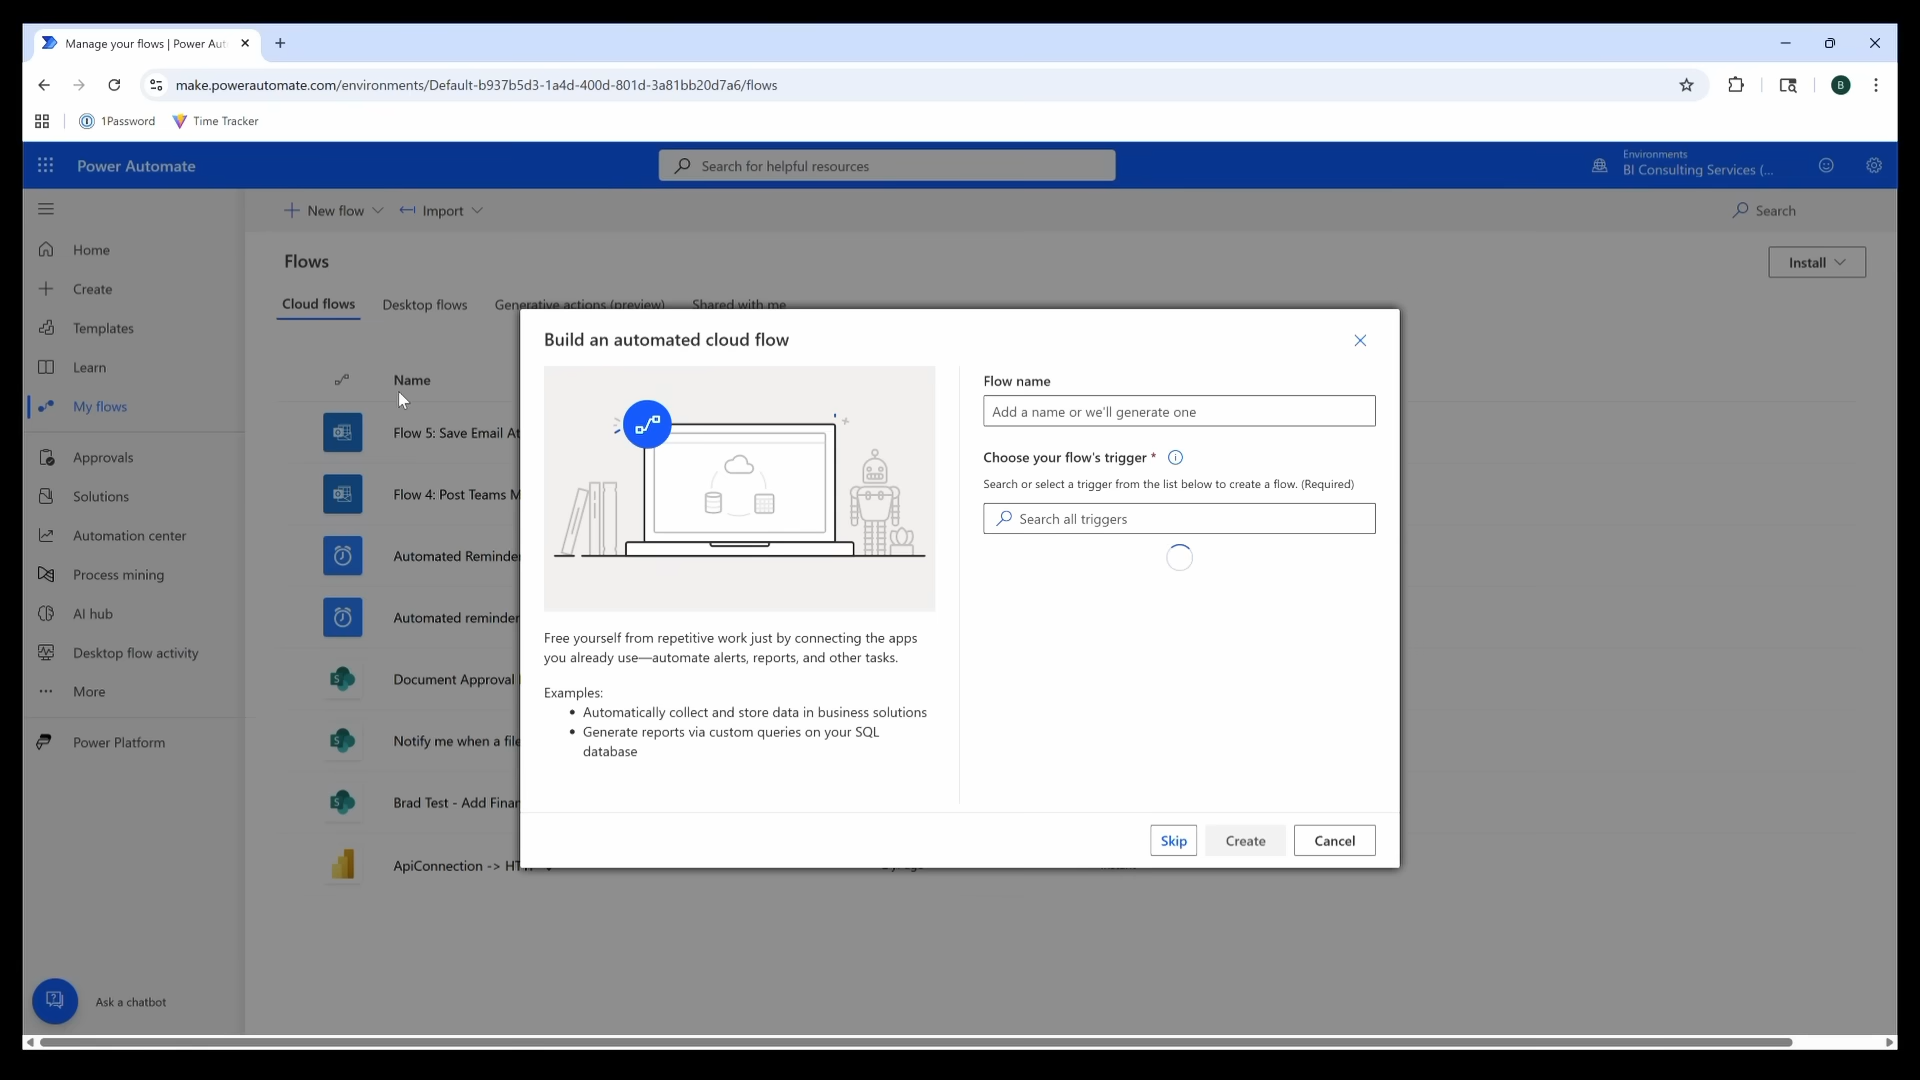 Manage your flows | Power Aut
make.powerautomate.com/environments/Default-b937b5d3-1a4d-400d-801d-3a81bb20d7a6/flows
B
1Password
Time Tracker
Power Automate
Search for helpful resources
Environments
BI Consulting Services (...
New flow
Import
Search
Home
Create
Templates
Learn
My flows
Approvals
Solutions
Automation center
Process mining
AI hub
Desktop flow activity
More
Power Platform
Ask a chatbot
Flows
Install
Cloud flows
Desktop flows
Generative actions (preview)
Shared with me
Name
Flow 5: Save Email At
Flow 4: Post Teams M
Automated Reminde
Automated reminder
Document Approval
Notify me when a file
Brad Test - Add Finan
ApiConnection -> HT
Build an automated cloud flow
Free yourself from repetitive work just by connecting the apps
you already use—automate alerts, reports, and other tasks.
Examples:
• Automatically collect and store data in business solutions
• Generate reports via custom queries on your SQL
database
Flow name
Add a name or we'll generate one
Choose your flow's trigger *
Search or select a trigger from the list below to create a flow. (Required)
Search all triggers
Skip
Create
Cancel